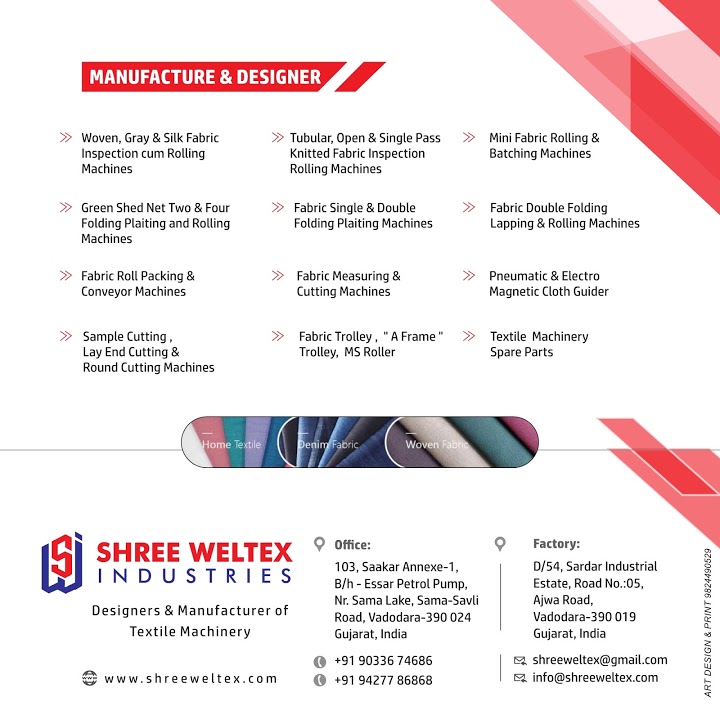 MANUFACTURE & DESIGNER
Woven, Gray & Silk Fabric
Inspection cum Rolling
Machines
Tubular, Open & Single Pass
Knitted Fabric Inspection
Rolling Machines
Mini Fabric Rolling &
Batching Machines
Green Shed Net Two & Four
Folding Plaiting and Rolling
Machines
Fabric Single & Double
Folding Plaiting Machines
Fabric Double Folding
Lapping & Rolling Machines
Fabric Roll Packing &
Conveyor Machines
Fabric Measuring &
Cutting Machines
Pneumatic & Electro
Magnetic Cloth Guider
Sample Cutting ,
Lay End Cutting &
Round Cutting Machines
Fabric Trolley , " A Frame "
Trolley, MS Roller
Textile Machinery
Spare Parts
Home Textile
Denim Fabric
Woven Fabric
SHREE WELTEX
INDUSTRIES
Designers & Manufacturer of
Textile Machinery
www.shreeweltex.com
Office:
103, Saakar Annexe-1,
B/h - Essar Petrol Pump,
Nr. Sama Lake, Sama-Savli
Road, Vadodara-390 024
Gujarat, India
+91 90336 74686
+91 94277 86868
Factory:
D/54, Sardar Industrial
Estate, Road No.:05,
Ajwa Road,
Vadodara-390 019
Gujarat, India
shreeweltex@gmail.com
info@shreeweltex.com
ART DESIGN & PRINT 9824490529